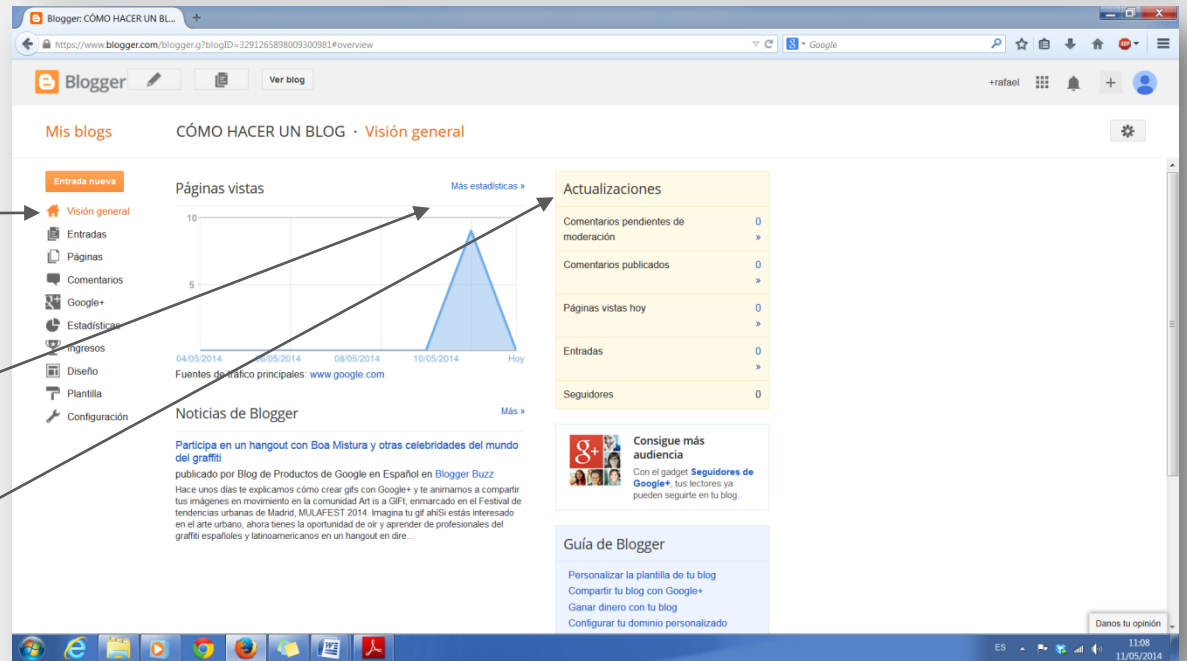 Blogger: CÓMO HACER UN BL...
https://www.blogger.com/blogger.g?blogID=3291265898009300981#overview
Google
Blogger
Ver blog
+rafael
Mis blogs
CÓMO HACER UN BLOG · Visión general
Entrada nueva
Visión general
Entradas
Páginas
Comentarios
Google+
Estadísticas
Ingresos
Diseño
Plantilla
Configuración
Páginas vistas
Más estadísticas »
10
5
04/05/2014 06/05/2014 08/05/2014 10/05/2014 Hoy
Fuentes de tráfico principales: www.google.com
Noticias de Blogger
Más »
Participa en un hangout con Boa Mistura y otras celebridades del mundo
del graffiti
publicado por Blog de Productos de Google en Español en Blogger Buzz
Hace unos días te explicamos cómo crear gifs con Google+ y te animamos a compartir
tus imágenes en movimiento en la comunidad Art is a GIFt, enmarcado en el Festival de
tendencias urbanas de Madrid, MULAFEST 2014. Imagina tu gif ahíSi estás interesado
en el arte urbano, ahora tienes la oportunidad de oír y aprender de profesionales del
graffiti españoles y latinoamericanos en un hangout en dire...
Actualizaciones
Comentarios pendientes de 0
moderación »
Comentarios publicados 0
»
Páginas vistas hoy 0
»
Entradas 0
»
Seguidores 0
g+
Consigue más
audiencia
Con el gadget Seguidores de
Google+, tus lectores ya
pueden seguirte en tu blog.
Guía de Blogger
Personalizar la plantilla de tu blog
Compartir tu blog con Google+
Ganar dinero con tu blog
Configurar tu dominio personalizado
Danos tu opinión
ES
11:08
11/05/2014